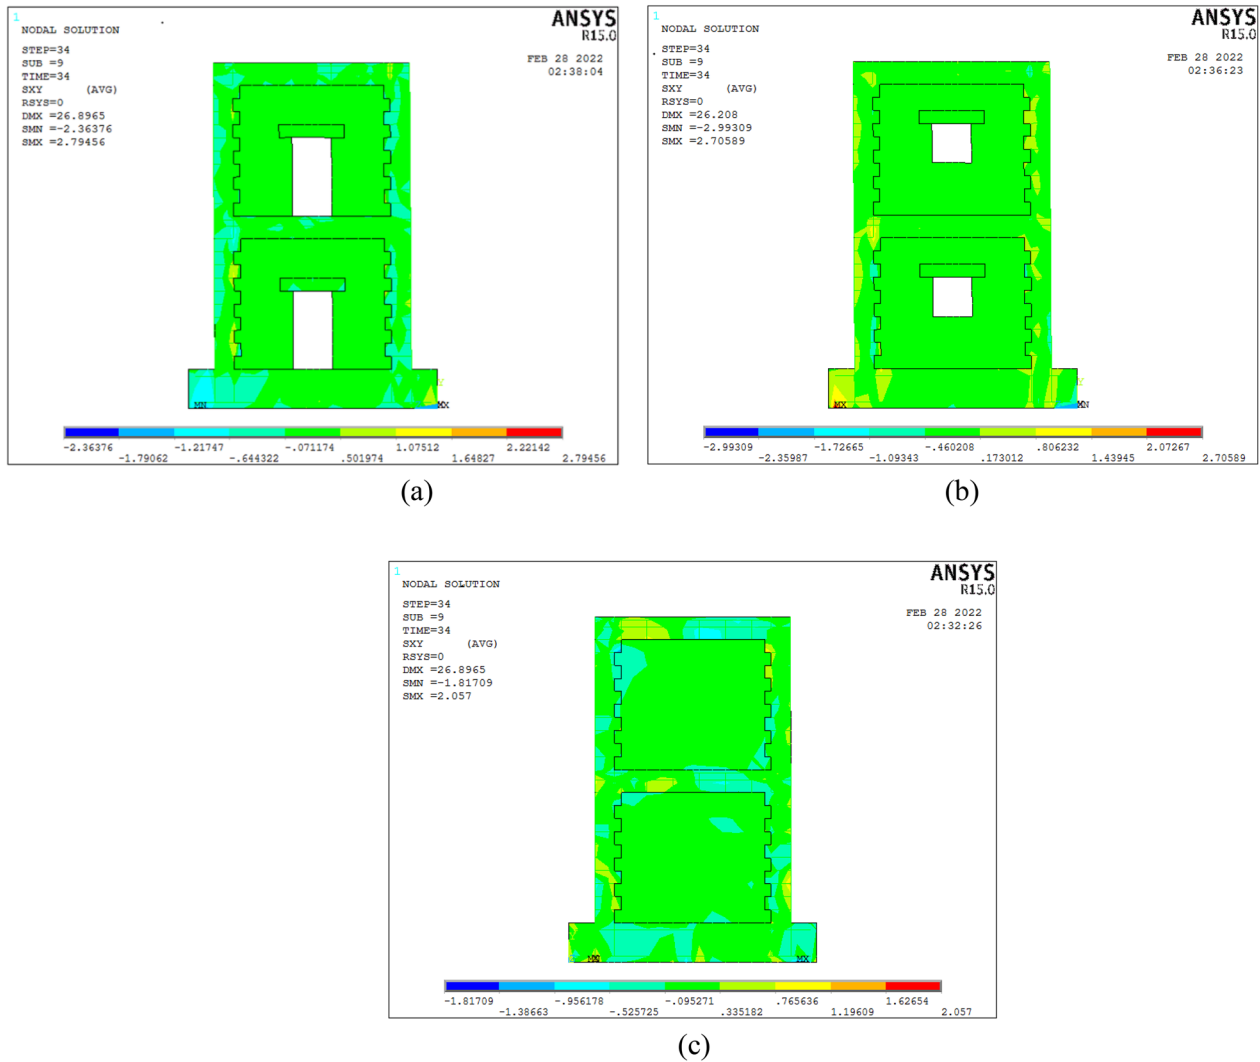 1
NODAL SOLUTION
STEP=34
SUB =9
TIME=34
SXY (AVG)
RSYS=0
DMX =26.8965
SMN =-2.36376
SMX =2.79456
ANSYS
R15.0
FEB 28 2022
02:38:04
Y
MN
MX
-2.36376 -1.21747 -.071174 1.07512 2.22142
-1.79062 -.644322 .501974 1.64827 2.79456
(a)
1
NODAL SOLUTION
STEP=34
SUB =9
TIME=34
SXY (AVG)
RSYS=0
DMX =26.208
SMN =-2.99309
SMX =2.70589
ANSYS
R15.0
FEB 28 2022
02:36:23
Y
MX
MN
-2.99309 -1.72665 -.460208 .806232 2.07267
-2.35987 -1.09343 .173012 1.43945 2.70589
(b)
1
NODAL SOLUTION
STEP=34
SUB =9
TIME=34
SXY (AVG)
RSYS=0
DMX =26.8965
SMN =-1.81709
SMX =2.057
ANSYS
R15.0
FEB 28 2022
02:32:26
MN
MX
-1.81709 -.956178 -.095271 .765636 1.62654
-1.38663 -.525725 .335182 1.19609 2.057
(c)